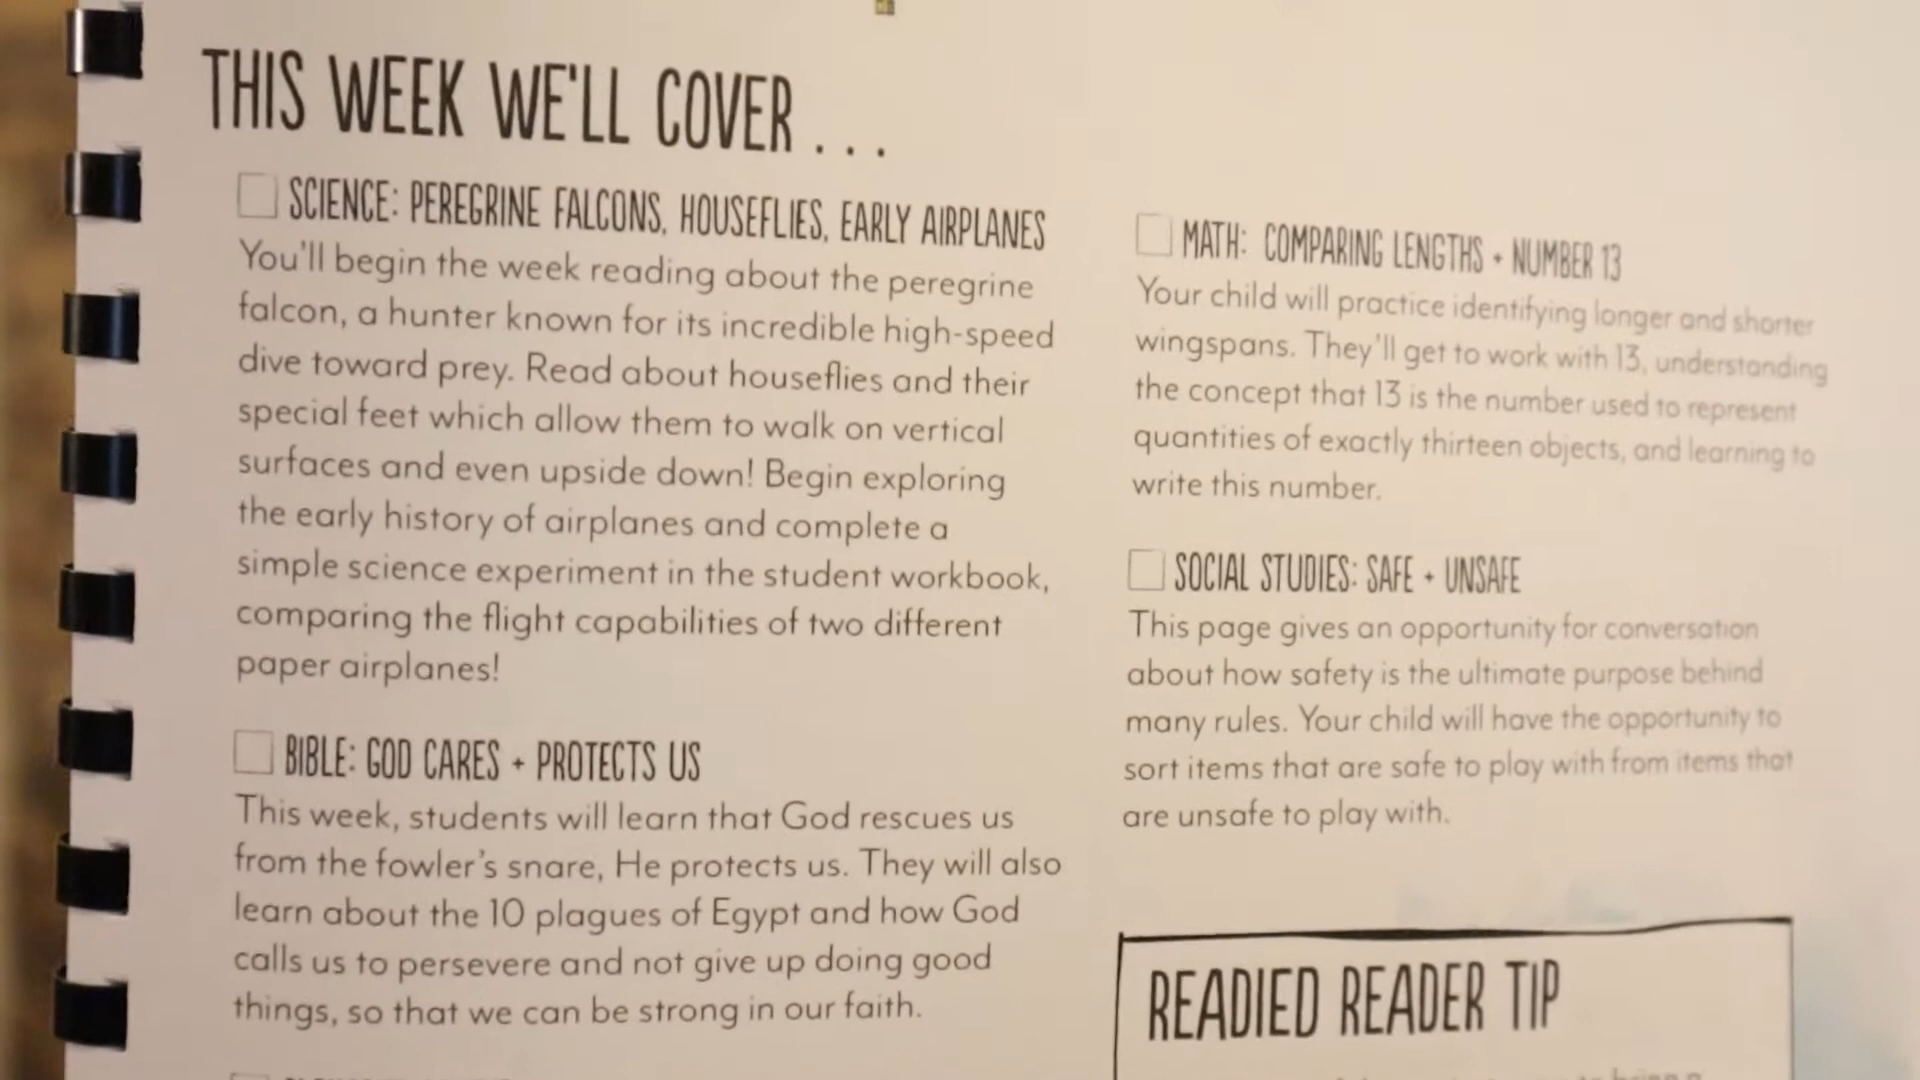 THIS WEEK WE'LL COVER . . .
SCIENCE: PEREGRINE FALCONS, HOUSEFLIES, EARLY AIRPLANES
You'll begin the week reading about the peregrine
falcon, a hunter known for its incredible high-speed
dive toward prey. Read about houseflies and their
special feet which allow them to walk on vertical
surfaces and even upside down! Begin exploring
the early history of airplanes and complete a
simple science experiment in the student workbook,
comparing the flight capabilities of two different
paper airplanes!
BIBLE: GOD CARES + PROTECTS US
This week, students will learn that God rescues us
from the fowler's snare, He protects us. They will also
learn about the 10 plagues of Egypt and how God
calls us to persevere and not give up doing good
things, so that we can be strong in our faith.
MATH: COMPARING LENGTHS + NUMBER 13
Your child will practice identifying longer and shorter
wingspans. They'll get to work with 13, understanding
the concept that 13 is the number used to represent
quantities of exactly thirteen objects, and learning to
write this number.
SOCIAL STUDIES: SAFE + UNSAFE
This page gives an opportunity for conversation
about how safety is the ultimate purpose behind
many rules. Your child will have the opportunity to
sort items that are safe to play with from items that
are unsafe to play with.
READIED READER TIP